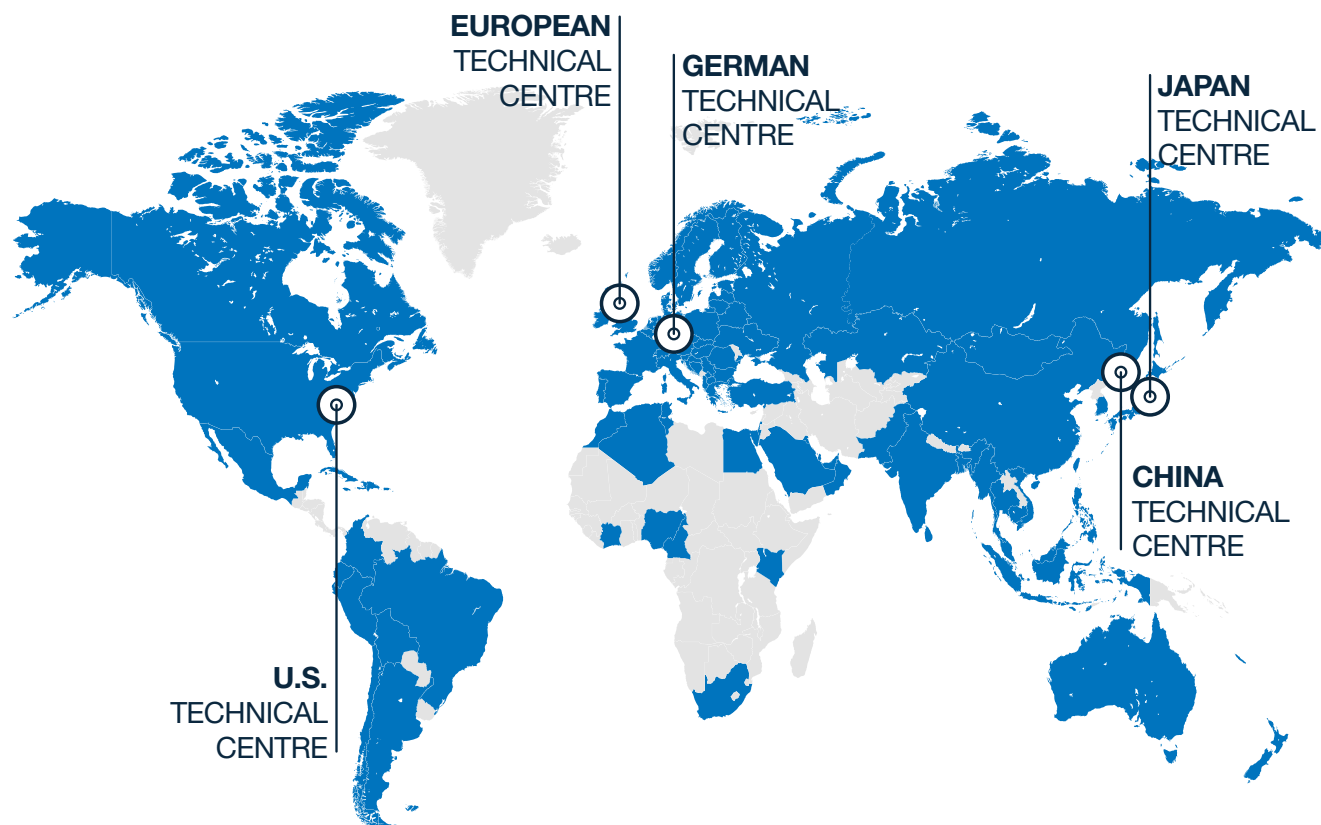 EUROPEAN
TECHNICAL
CENTRE
GERMAN
TECHNICAL
CENTRE
JAPAN
TECHNICAL
CENTRE
CHINA
TECHNICAL
CENTRE
U.S.
TECHNICAL
CENTRE